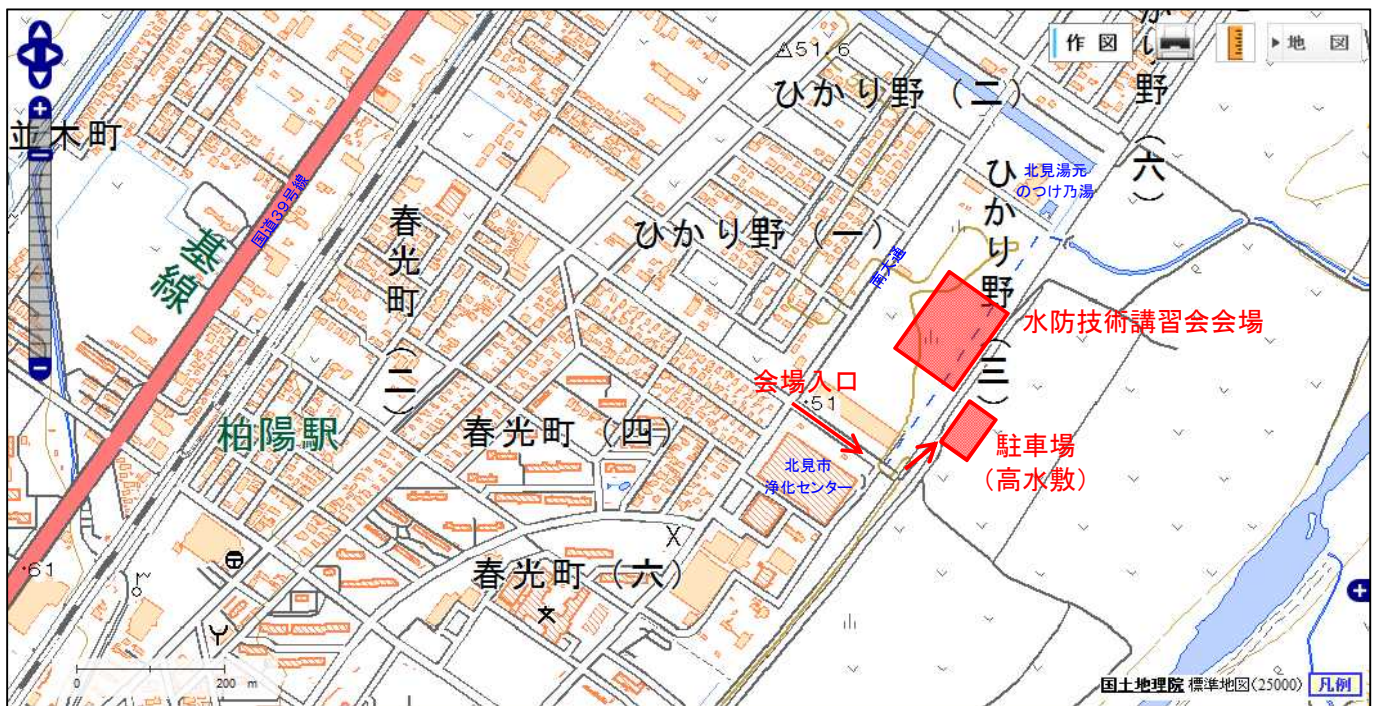 作 図
▶地 図
△51.6
ひかり野(二)
野(六)
並木町
国道39号線
基線
春光町(二)
ひかり野(一)
南大通
北見湯元
のつけ乃湯
ひかり野(三)
水防技術講習会会場
会場入口
・51
柏陽駅
春光町(四)
北見市
浄化センター
駐車場
(高水敷)
・61
春光町(六)
0 200 m
国土地理院 標準地図(25000) 凡例